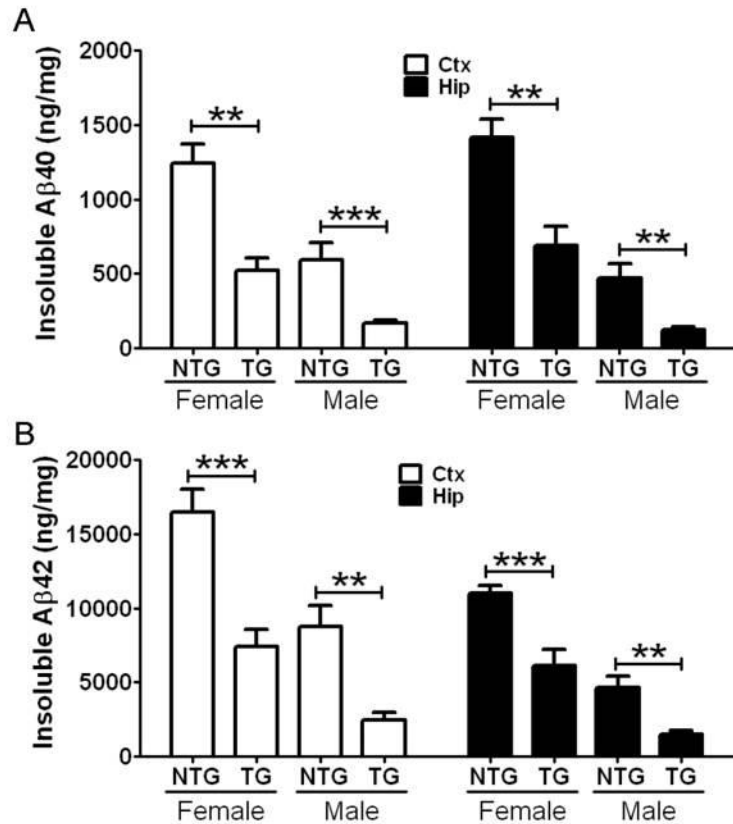 A
Insoluble Aβ40 (ng/mg)
2000
1500
1000
500
0
Ctx
Hip
** *** ** **
NTG TG NTG TG NTG TG NTG TG
Female Male Female Male
B
Insoluble Aβ42 (ng/mg)
20000
15000
10000
5000
0
Ctx
Hip
*** ** *** **
NTG TG NTG TG NTG TG NTG TG
Female Male Female Male